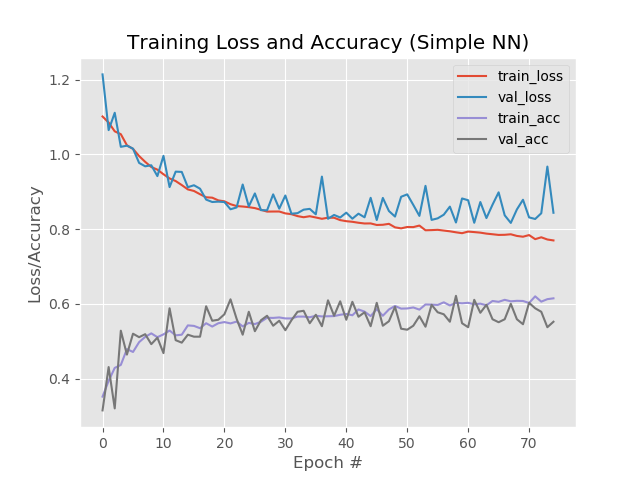 Training Loss and Accuracy (Simple NN)
train_loss
val_loss
train_acc
val_acc
1.2
1.0
0.8
0.6
0.4
Loss/Accuracy
0 10 20 30 40 50 60 70
Epoch #